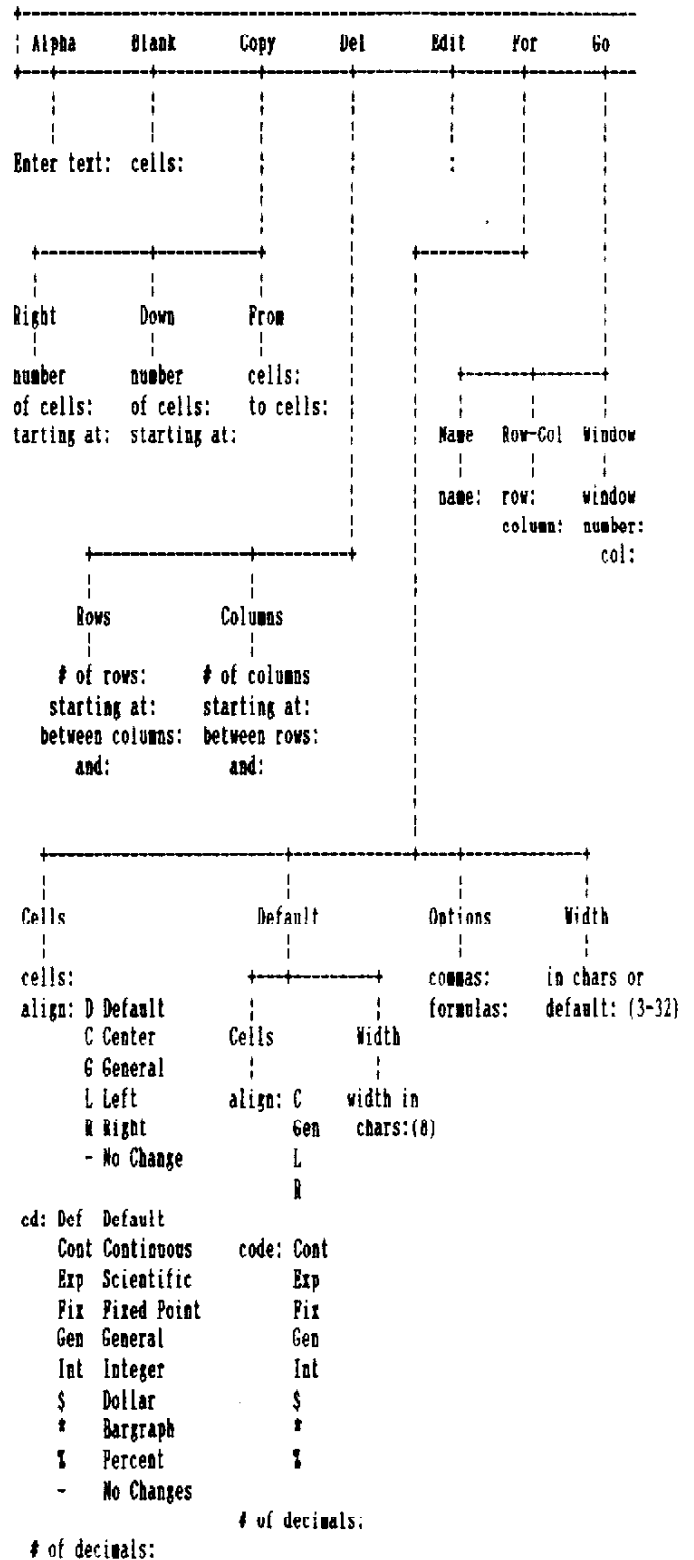 Alpha Blank Copy Del Edit For Go
Enter text: cells: :
Right Down From
number number cells:
of cells: of cells: to cells:
tarting at: starting at:
Name Row-Col Window
name: row: window
column: number:
col:
Rows Columns
# of rows: # of columns
starting at: starting at:
between columns: between rows:
and: and:
Cells Default Options Width
cells: commas: in chars or
align: D Default formulas: default: (3-32)
C Center Cells Width
G General
L Left align: C width in
R Right Gen chars:(8)
- No Change L
R
cd: Def Default
Cont Continuous code: Cont
Exp Scientific Exp
Fix Fixed Point Fix
Gen General Gen
Int Integer Int
$ Dollar $
* Bargraph *
% Percent %
- No Changes
# of decimals:
# of decimals: